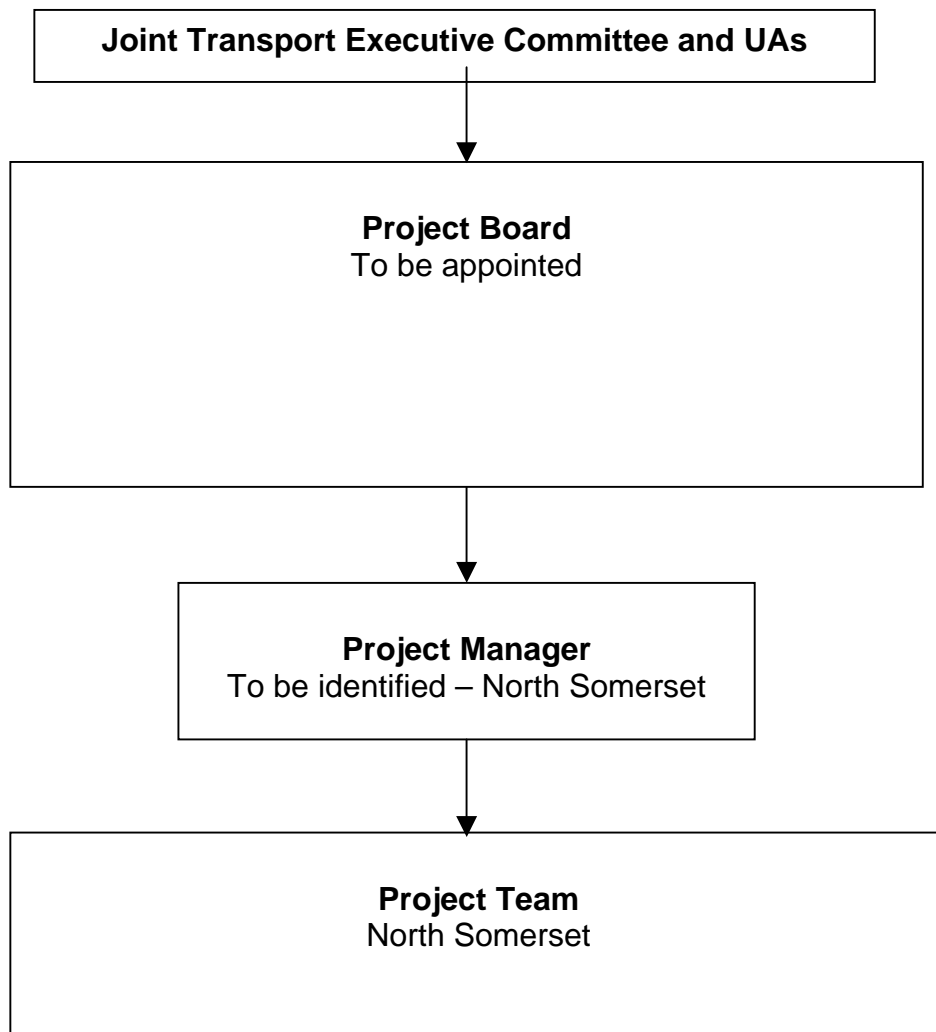 Joint Transport Executive Committee and UAs
Project Board
To be appointed
Project Manager
To be identified – North Somerset
Project Team
North Somerset